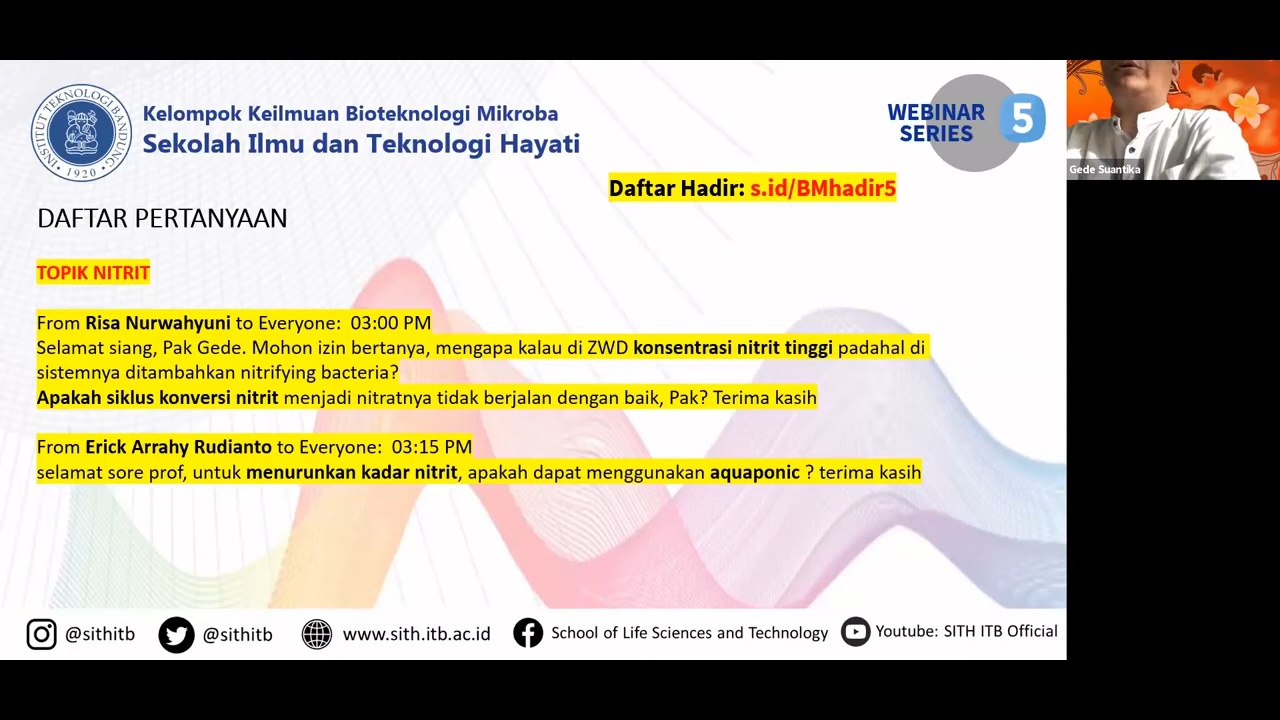 INSTITUT TEKNOLOGI BANDUNG
• 1920 •
Kelompok Keilmuan Bioteknologi Mikroba
Sekolah Ilmu dan Teknologi Hayati
WEBINAR
SERIES
5
Gede Suantika
Daftar Hadir: s.id/BMhadir5
DAFTAR PERTANYAAN
TOPIK NITRIT
From Risa Nurwahyuni to Everyone: 03:00 PM
Selamat siang, Pak Gede. Mohon izin bertanya, mengapa kalau di ZWD konsentrasi nitrit tinggi padahal di
sistemnya ditambahkan nitrifying bacteria?
Apakah siklus konversi nitrit menjadi nitratnya tidak berjalan dengan baik, Pak? Terima kasih
From Erick Arrahy Rudianto to Everyone: 03:15 PM
selamat sore prof, untuk menurunkan kadar nitrit, apakah dapat menggunakan aquaponic ? terima kasih
@sithitb
@sithitb
www.sith.itb.ac.id
School of Life Sciences and Technology
Youtube: SITH ITB Official